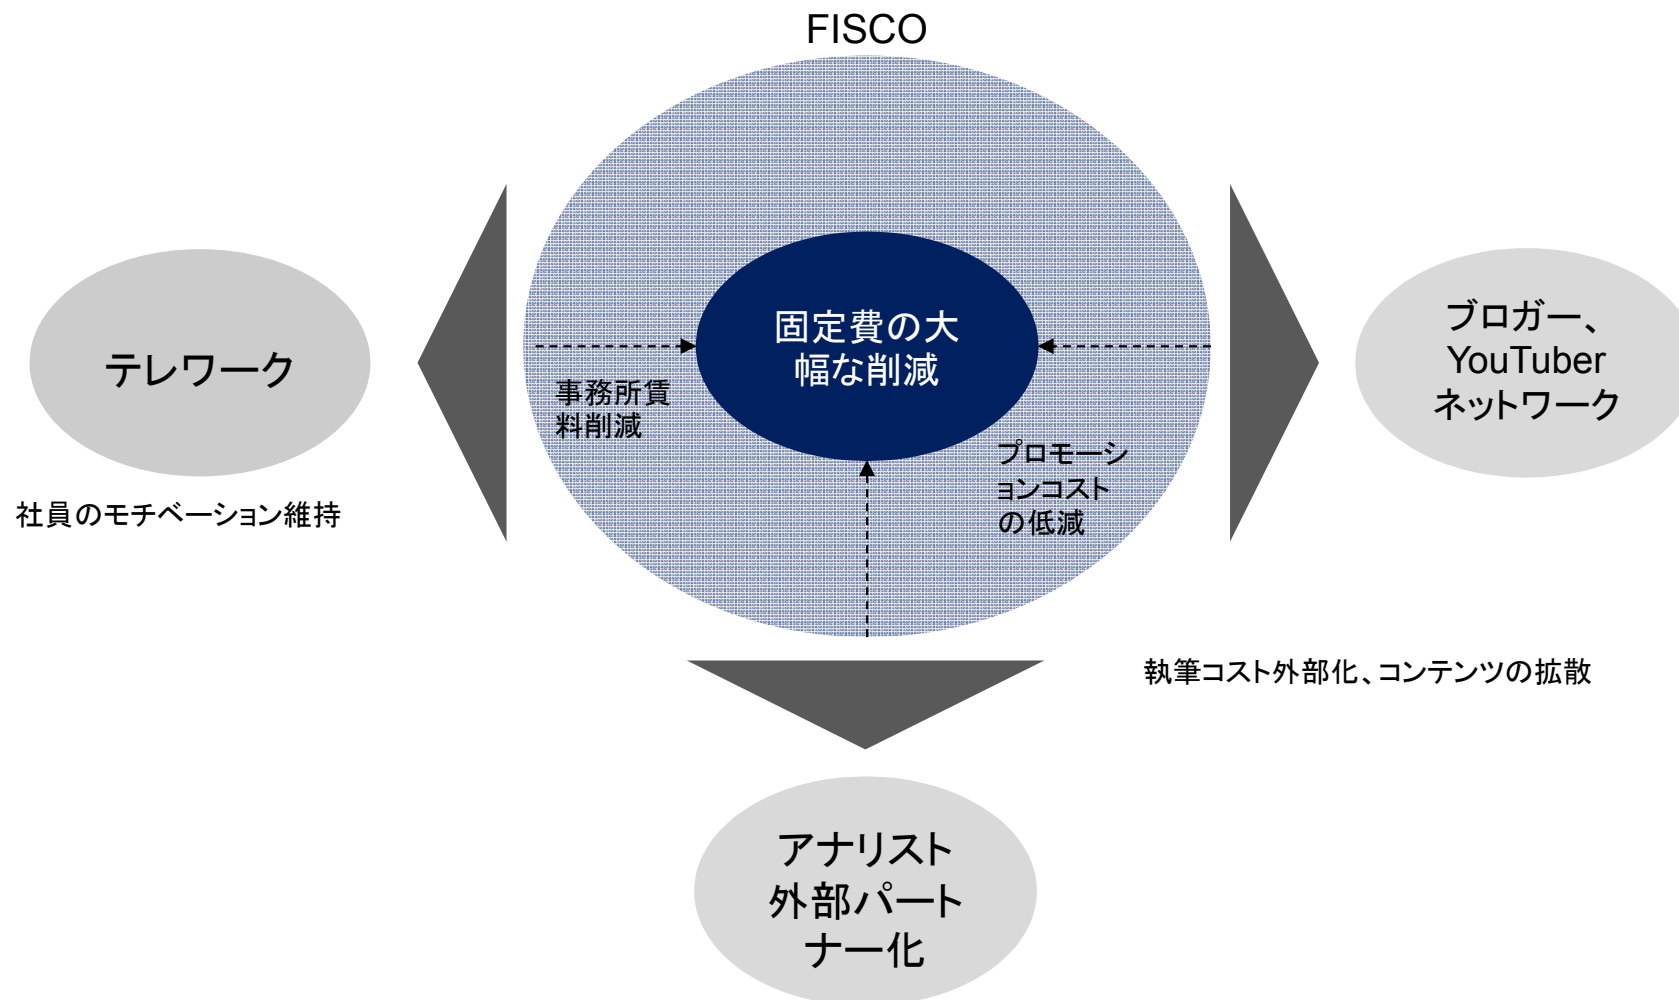 FISCO
固定費の大
幅な削減
事務所賃
料削減
プロモーシ
ョンコスト
の低減
テレワーク
社員のモチベーション維持
ブロガー、
YouTuber
ネットワーク
執筆コスト外部化、コンテンツの拡散
アナリスト
外部パート
ナー化